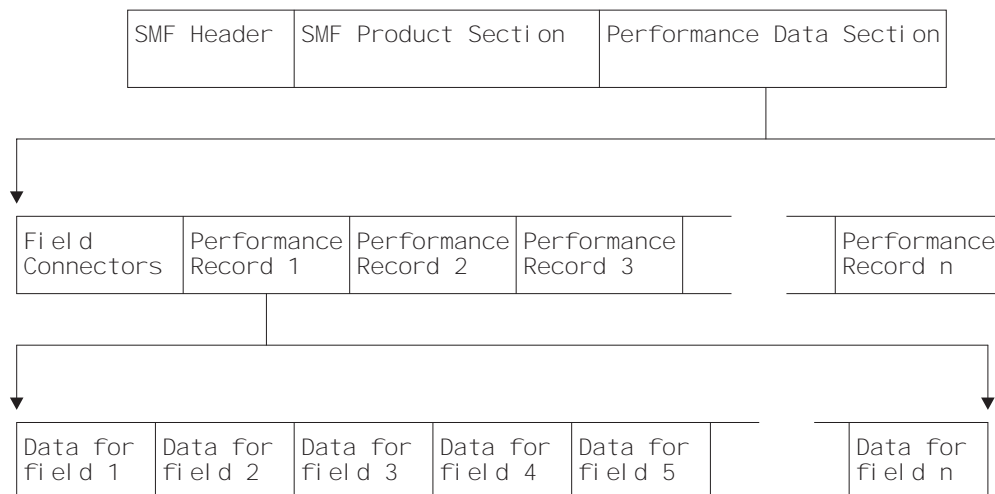 SMF Header SMF Product Section Performance Data Section
Field Connectors
Performance Record 1
Performance Record 2
Performance Record 3
Performance Record n
Data for field 1
Data for field 2
Data for field 3
Data for field 4
Data for field 5
Data for field n